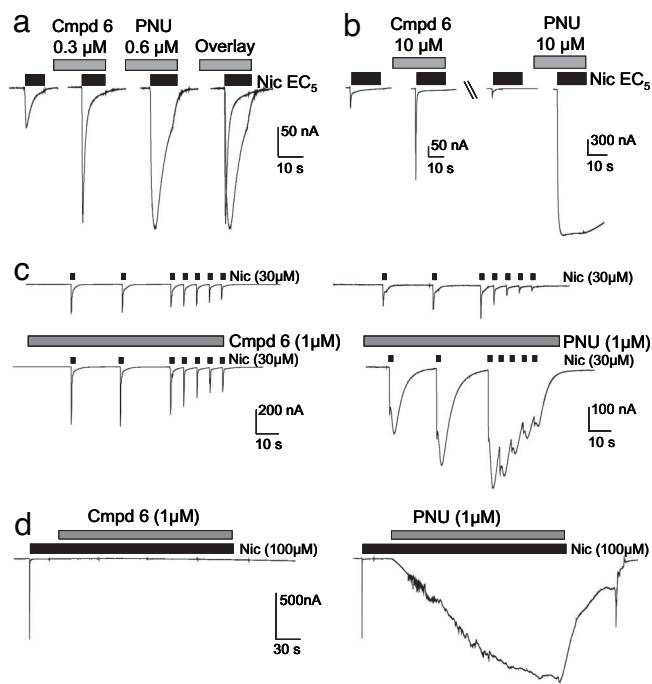 a
Cmpd 6 PNU
0.3 µM 0.6 µM Overlay
Nic EC5
50 nA
10 s
b
Cmpd 6 PNU
10 µM 10 µM
Nic EC5
50 nA
10 s
300 nA
10 s
c
Nic (30µM)
Nic (30µM)
Cmpd 6 (1µM)
Nic (30µM)
PNU (1µM)
Nic (30µM)
200 nA
10 s
100 nA
10 s
d
Cmpd 6 (1µM)
Nic (100µM)
PNU (1µM)
Nic (100µM)
500nA
30 s